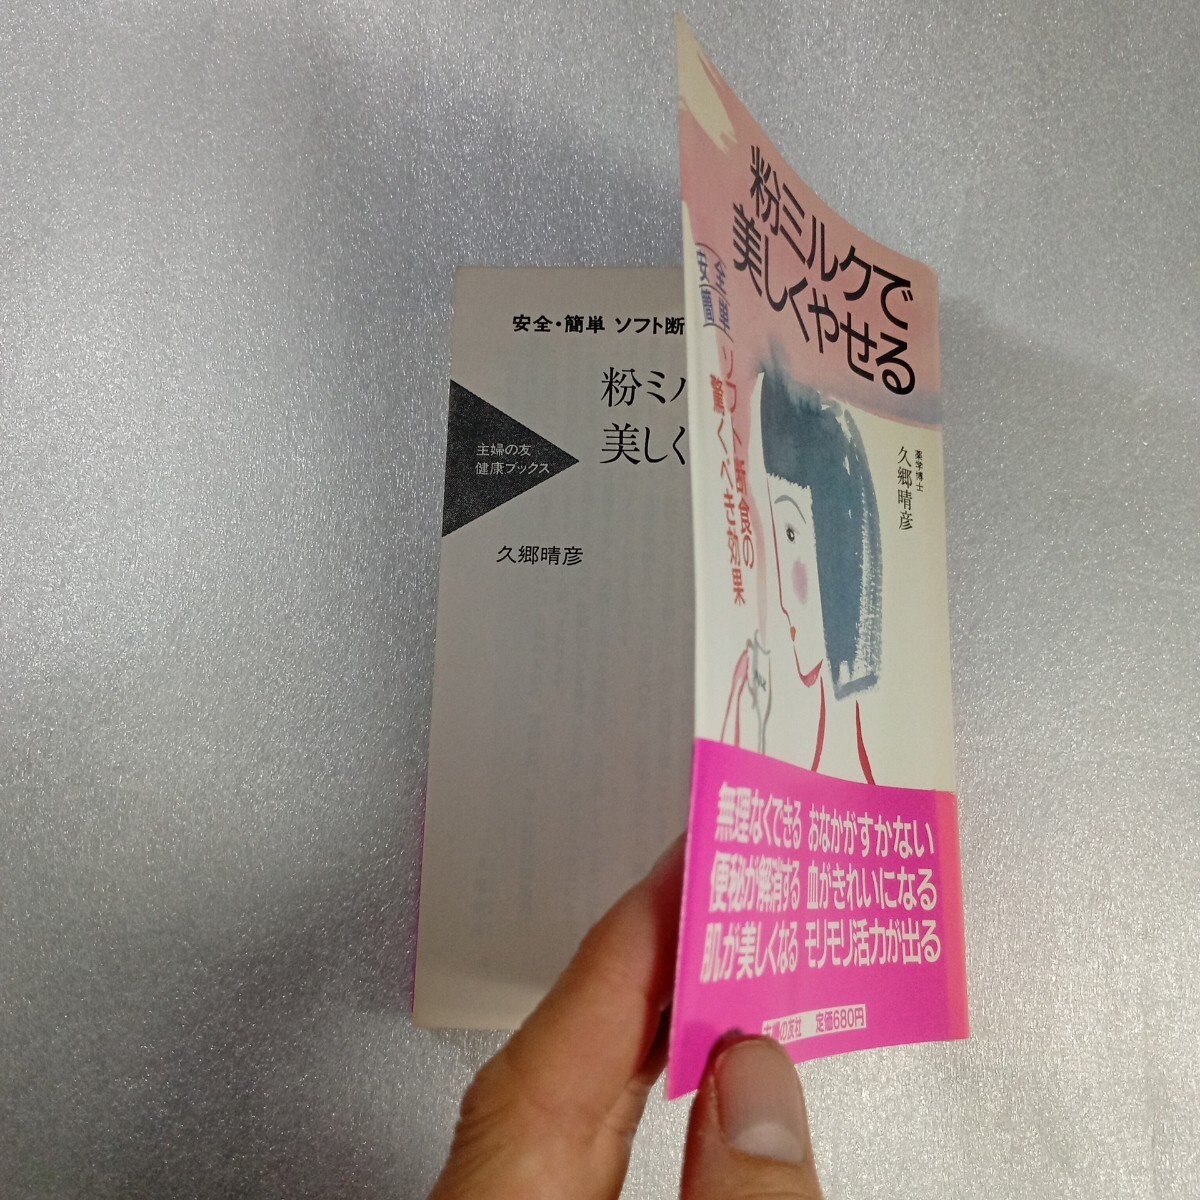 安全・簡単 ソフト断
粉ミル
美しく
主婦の友
健康ブックス
久郷晴彦
粉ミルクで
美しくやせる
安全
簡単
ソフト断食の
驚くべき効果
薬学博士
久郷晴彦
無理なくできる おなかがすかない
便秘が解消する 血がきれいになる
肌が美しくなる モリモリ活力が出る
主婦の友社 定価680円